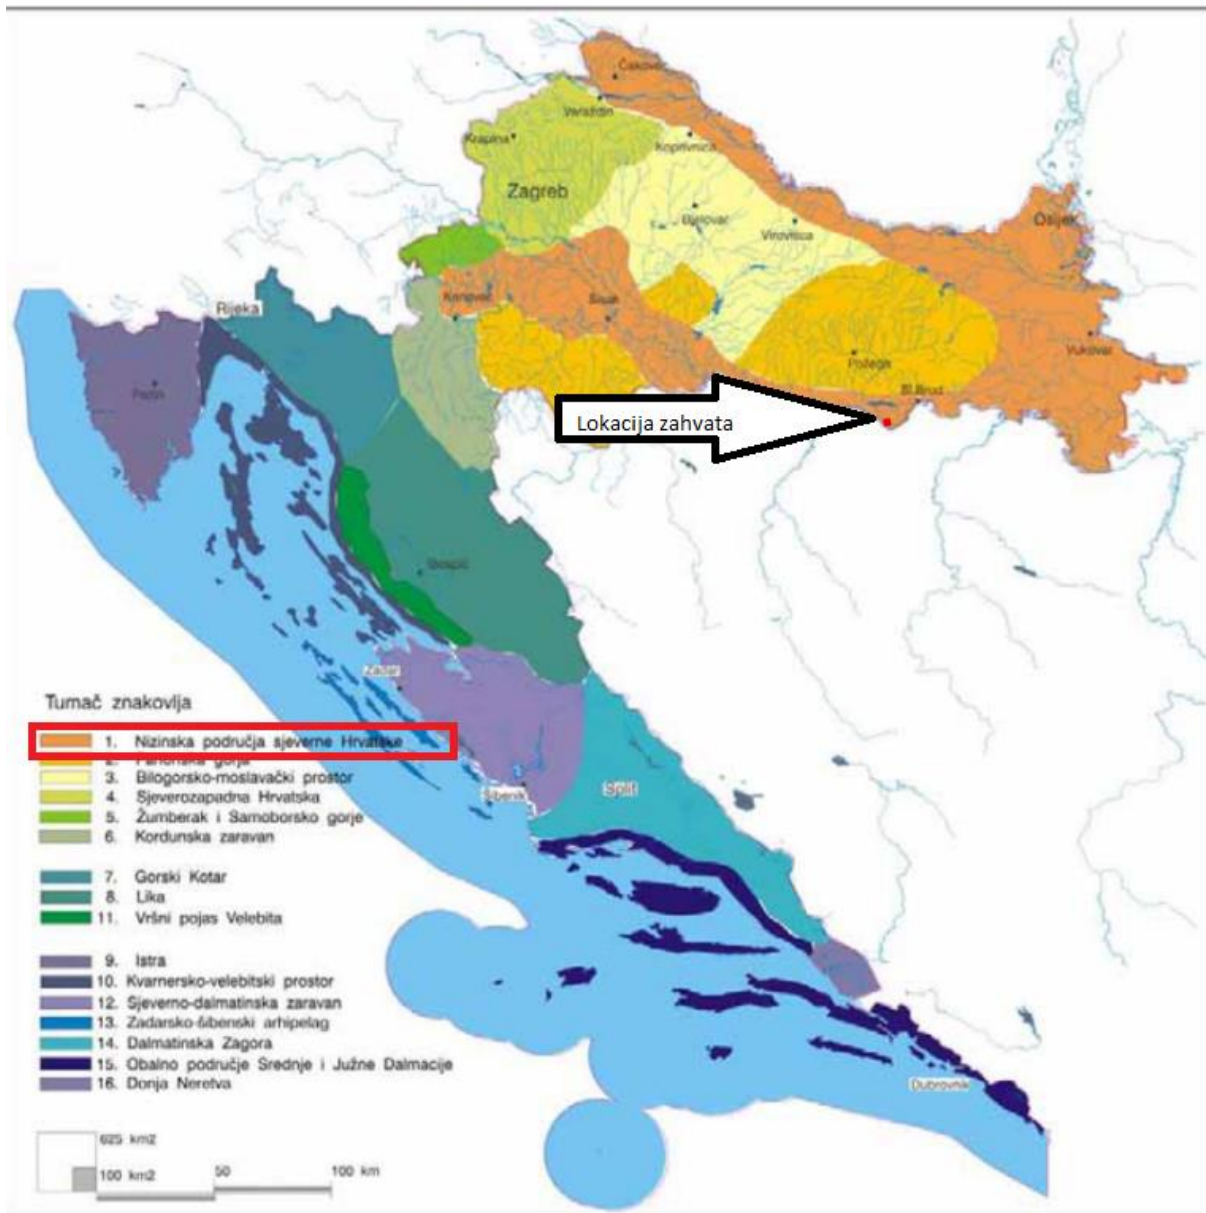 Čakovec
Varaždin
Krapina
Koprivnica
Zagreb
Bjelovar
Virovitica
Osijek
Karlovac
Sisak
Rijeka
Vukovar
Požega
Sl.Brod
Pazin
Lokacija zahvata
Gospić
Zadar
Tumač znakovlja
1. Nizinska područja sjeverne Hrvatske
2. Panonska gorja
3. Bilogorsko-moslavački prostor
4. Sjeverozapadna Hrvatska
5. Žumberak i Samoborsko gorje
6. Kordunska zaravan
Šibenik
Split
7. Gorski Kotar
8. Lika
11. Vršni pojas Velebita
9. Istra
10. Kvarnersko-velebitski prostor
12. Sjeverno-dalmatinska zaravan
13. Zadarsko-šibenski arhipelag
14. Dalmatinska Zagora
15. Obalno područje Srednje i Južne Dalmacije
16. Donja Neretva
Dubrovnik
625 km2
100 km2
50
100 km